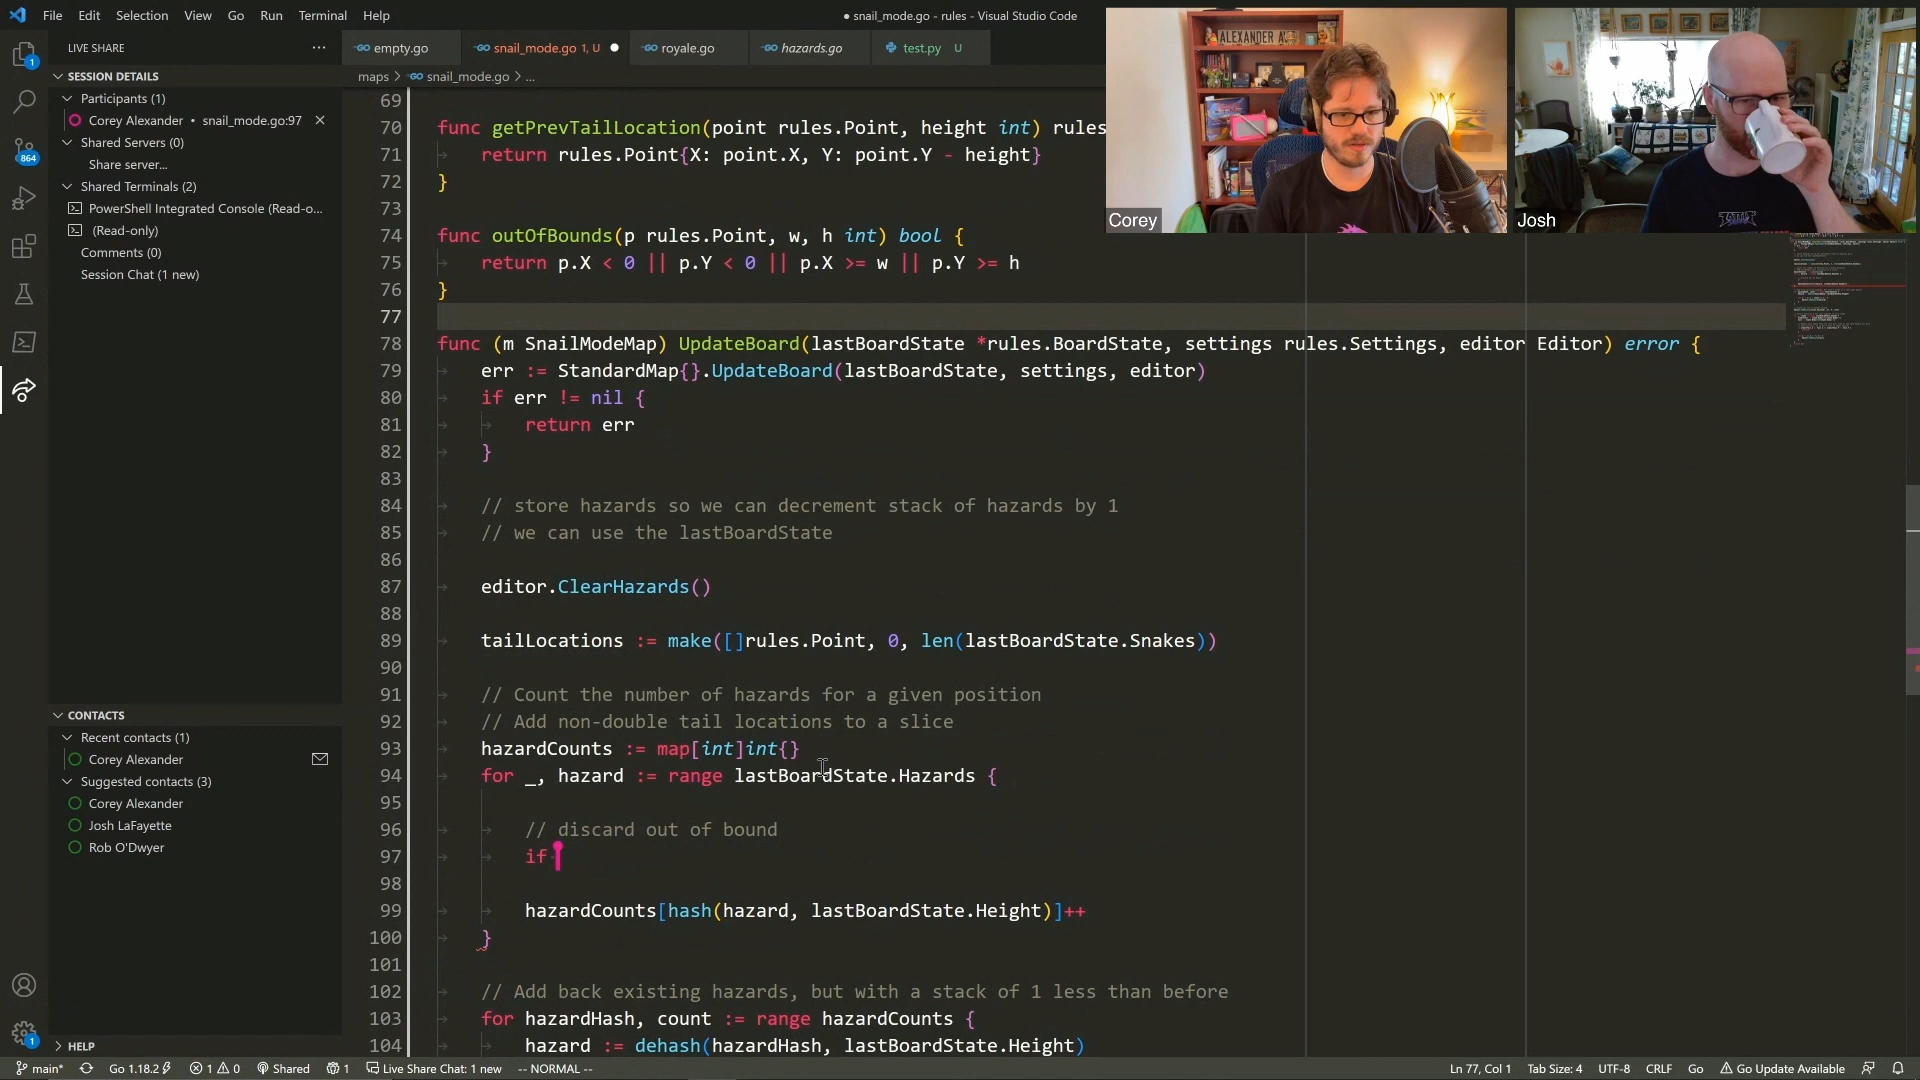 File Edit Selection View Go Run Terminal Help
● snail_mode.go - rules - Visual Studio Code
LIVE SHARE ···
empty.go snail_mode.go 1, U ● royale.go hazards.go test.py U
maps > snail_mode.go > ...
SESSION DETAILS
Participants (1)
Corey Alexander • snail_mode.go:97
Shared Servers (0)
Share server...
Shared Terminals (2)
PowerShell Integrated Console (Read-o...
(Read-only)
Comments (0)
Session Chat (1 new)
CONTACTS
Recent contacts (1)
Corey Alexander
Suggested contacts (3)
Corey Alexander
Josh LaFayette
Rob O'Dwyer
HELP
1
864
1
69
70 func getPrevTailLocation(point rules.Point, height int) rules
71 return rules.Point{X: point.X, Y: point.Y - height}
72 }
73
74 func outOfBounds(p rules.Point, w, h int) bool {
75 return p.X < 0 || p.Y < 0 || p.X >= w || p.Y >= h
76 }
77
78 func (m SnailModeMap) UpdateBoard(lastBoardState *rules.BoardState, settings rules.Settings, editor Editor) error {
79 err := StandardMap{}.UpdateBoard(lastBoardState, settings, editor)
80 if err != nil {
81 return err
82 }
83
84 // store hazards so we can decrement stack of hazards by 1
85 // we can use the lastBoardState
86
87 editor.ClearHazards()
88
89 tailLocations := make([]rules.Point, 0, len(lastBoardState.Snakes))
90
91 // Count the number of hazards for a given position
92 // Add non-double tail locations to a slice
93 hazardCounts := map[int]int{}
94 for _, hazard := range lastBoardState.Hazards {
95
96 // discard out of bound
97 if
98
99 hazardCounts[hash(hazard, lastBoardState.Height)]++
100 }
101
102 // Add back existing hazards, but with a stack of 1 less than before
103 for hazardHash, count := range hazardCounts {
104 hazard := dehash(hazardHash, lastBoardState.Height)
Corey
Josh
main* Go 1.18.2 1 0 Shared 1 Live Share Chat: 1 new -- NORMAL -- Ln 77, Col 1 Tab Size: 4 UTF-8 CRLF Go Go Update Available